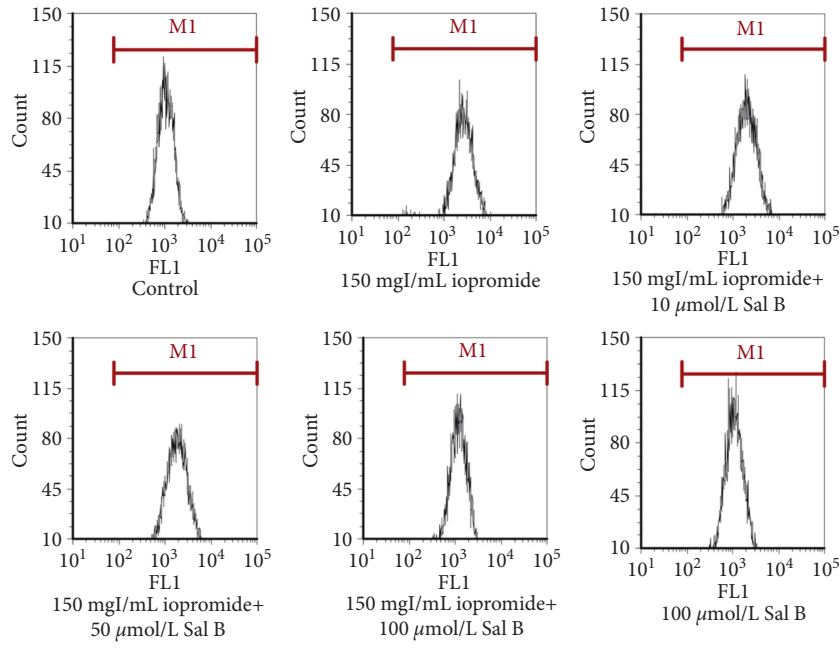 150
M1
115
Count
80
45
10
10¹ 10² 10³ 10⁴ 10⁵
FL1
Control
150
M1
115
Count
80
45
10
10¹ 10² 10³ 10⁴ 10⁵
FL1
150 mgI/mL iopromide
150
M1
115
Count
80
45
10
10¹ 10² 10³ 10⁴ 10⁵
FL1
150 mgI/mL iopromide+
10 μmol/L Sal B
150
M1
115
Count
80
45
10
10¹ 10² 10³ 10⁴ 10⁵
FL1
150 mgI/mL iopromide+
50 μmol/L Sal B
150
M1
115
Count
80
45
10
10¹ 10² 10³ 10⁴ 10⁵
FL1
150 mgI/mL iopromide+
100 μmol/L Sal B
150
M1
115
Count
80
45
10
10¹ 10² 10³ 10⁴ 10⁵
FL1
100 μmol/L Sal B